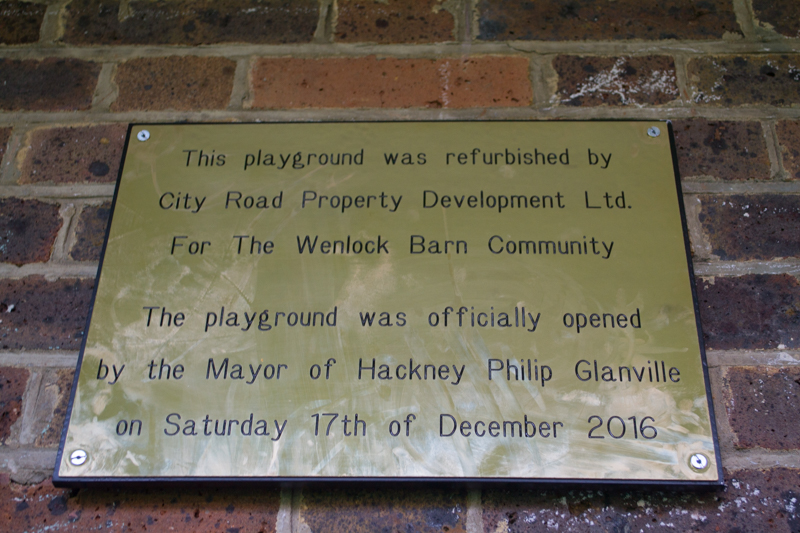 This playground was refurbished by
City Road Property Development Ltd.
For The Wenlock Barn Community
The playground was officially opened
by the Mayor of Hackney Philip Glanville
on Saturday 17th of December 2016